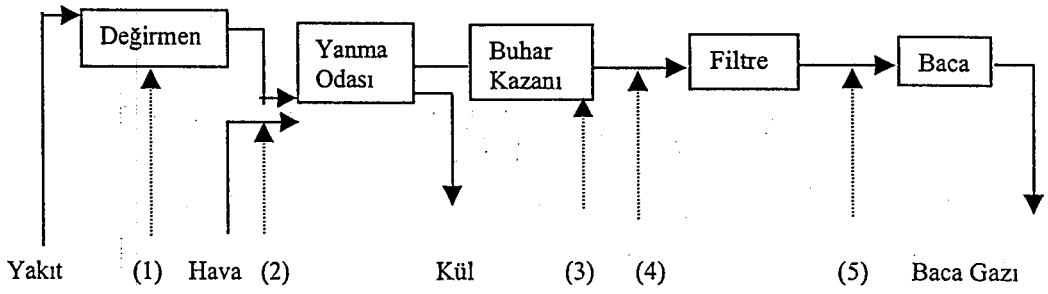 Değirmen
Yanma
Odası
Buhar
Kazanı
Filtre
Baca
Yakıt (1) Hava (2) Kül (3) (4) (5) Baca Gazı